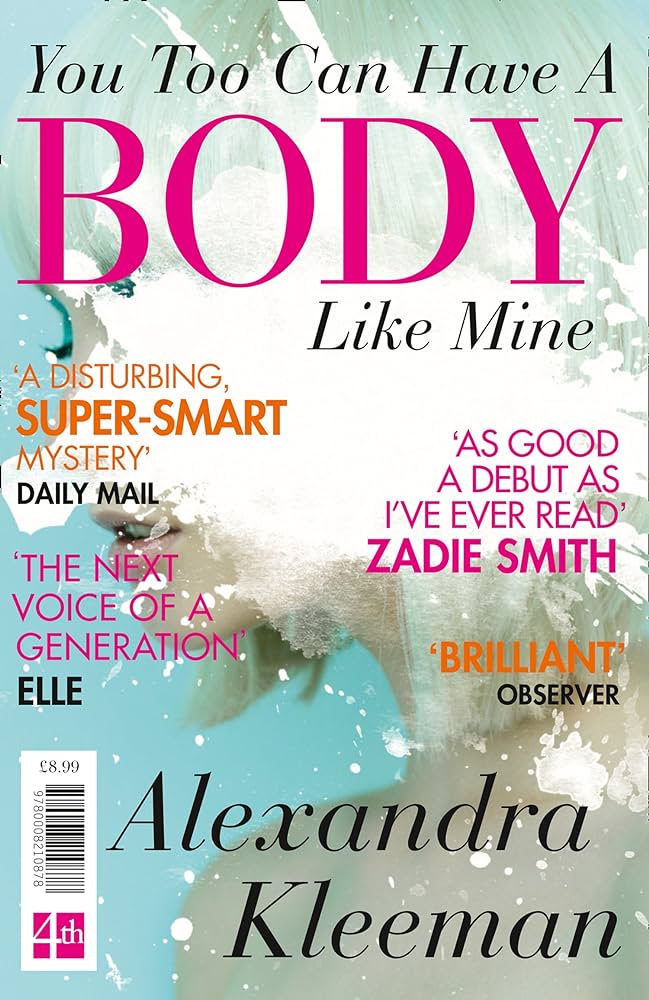 You Too Can Have A
BODY
Like Mine
‘A DISTURBING,
SUPER-SMART
MYSTERY’
DAILY MAIL
‘AS GOOD
A DEBUT AS
I’VE EVER READ’
ZADIE SMITH
‘THE NEXT
VOICE OF A
GENERATION’
ELLE
‘BRILLIANT’
OBSERVER
£8.99
9780008210878
4th
Alexandra
Kleeman